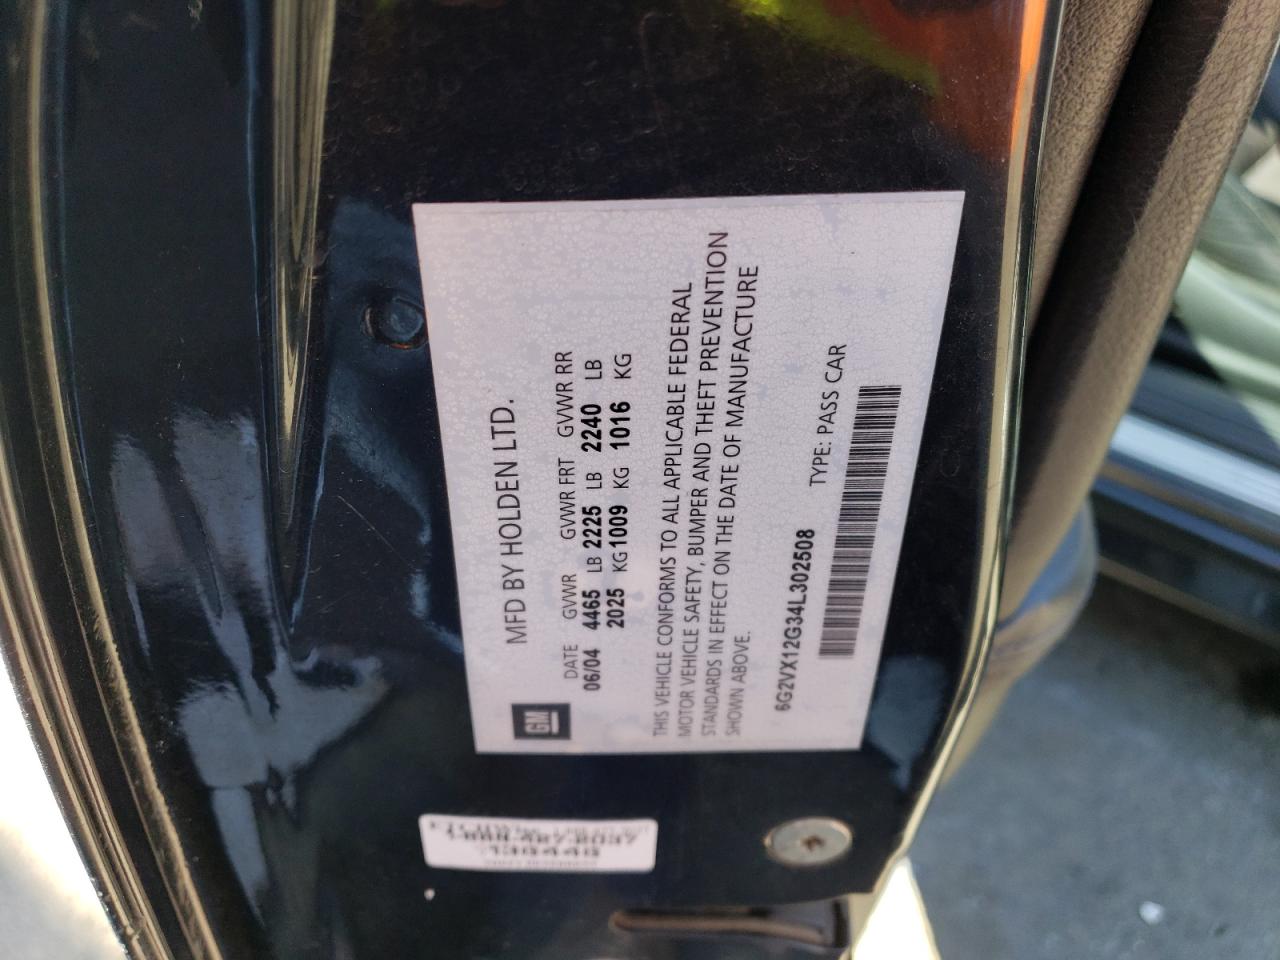 GM
MFD BY HOLDEN LTD.
DATE GVWR GVWR FRT GVWR RR
06/04 4465 LB 2225 LB 2240 LB
2025 KG 1009 KG 1016 KG
THIS VEHICLE CONFORMS TO ALL APPLICABLE FEDERAL
MOTOR VEHICLE SAFETY, BUMPER AND THEFT PREVENTION
STANDARDS IN EFFECT ON THE DATE OF MANUFACTURE
SHOWN ABOVE.
6G2VX12G34L302508 TYPE: PASS CAR